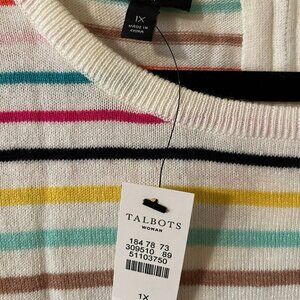 1X
MADE IN
CHINA
TALBOTS
WOMAN
184 78 73
309510 89
51103750
1X